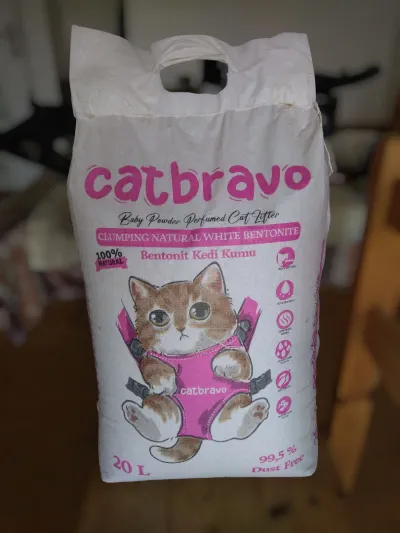 catbravo
Baby Powder Perfumed Cat Litter
CLUMPING NATURAL WHITE BENTONITE
100%
NATURAL
Bentonit Kedi Kumu
catbravo
20 L
99,5 %
Dust Free